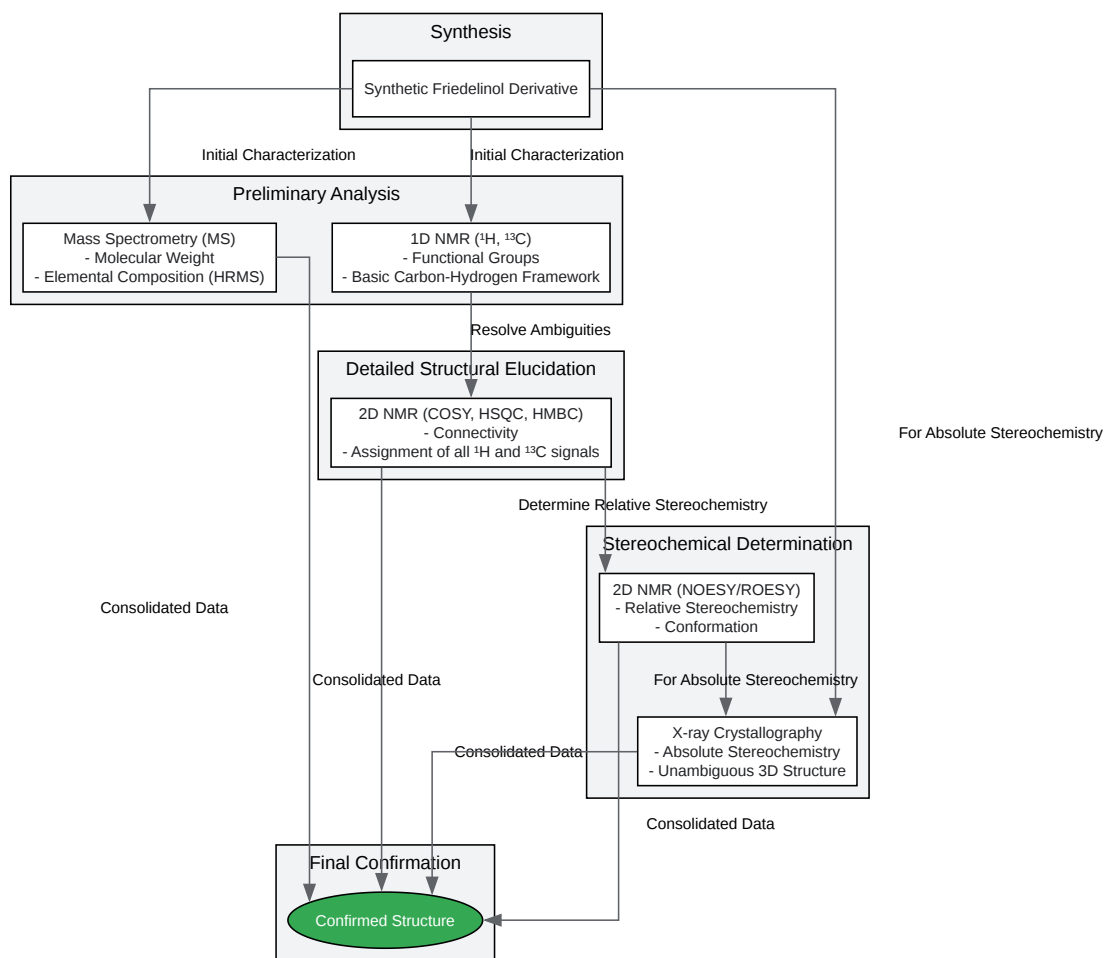 Synthesis
Synthetic Friedelinol Derivative
Initial Characterization
Initial Characterization
Preliminary Analysis
Mass Spectrometry (MS)
- Molecular Weight
- Elemental Composition (HRMS)
1D NMR (¹H, ¹³C)
- Functional Groups
- Basic Carbon-Hydrogen Framework
Resolve Ambiguities
Detailed Structural Elucidation
2D NMR (COSY, HSQC, HMBC)
- Connectivity
- Assignment of all ¹H and ¹³C signals
For Absolute Stereochemistry
Determine Relative Stereochemistry
Stereochemical Determination
2D NMR (NOESY/ROESY)
- Relative Stereochemistry
- Conformation
Consolidated Data
Consolidated Data
For Absolute Stereochemistry
X-ray Crystallography
- Absolute Stereochemistry
- Unambiguous 3D Structure
Consolidated Data
Consolidated Data
Final Confirmation
Confirmed Structure